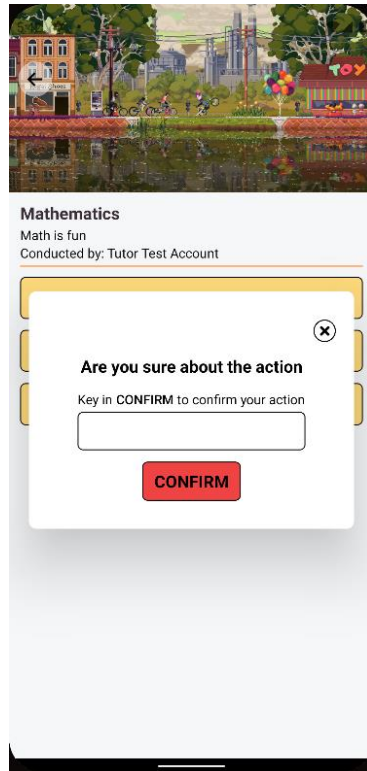 TOY
Mathematics
Math is fun
Conducted by: Tutor Test Account
Are you sure about the action
Key in CONFIRM to confirm your action
CONFIRM